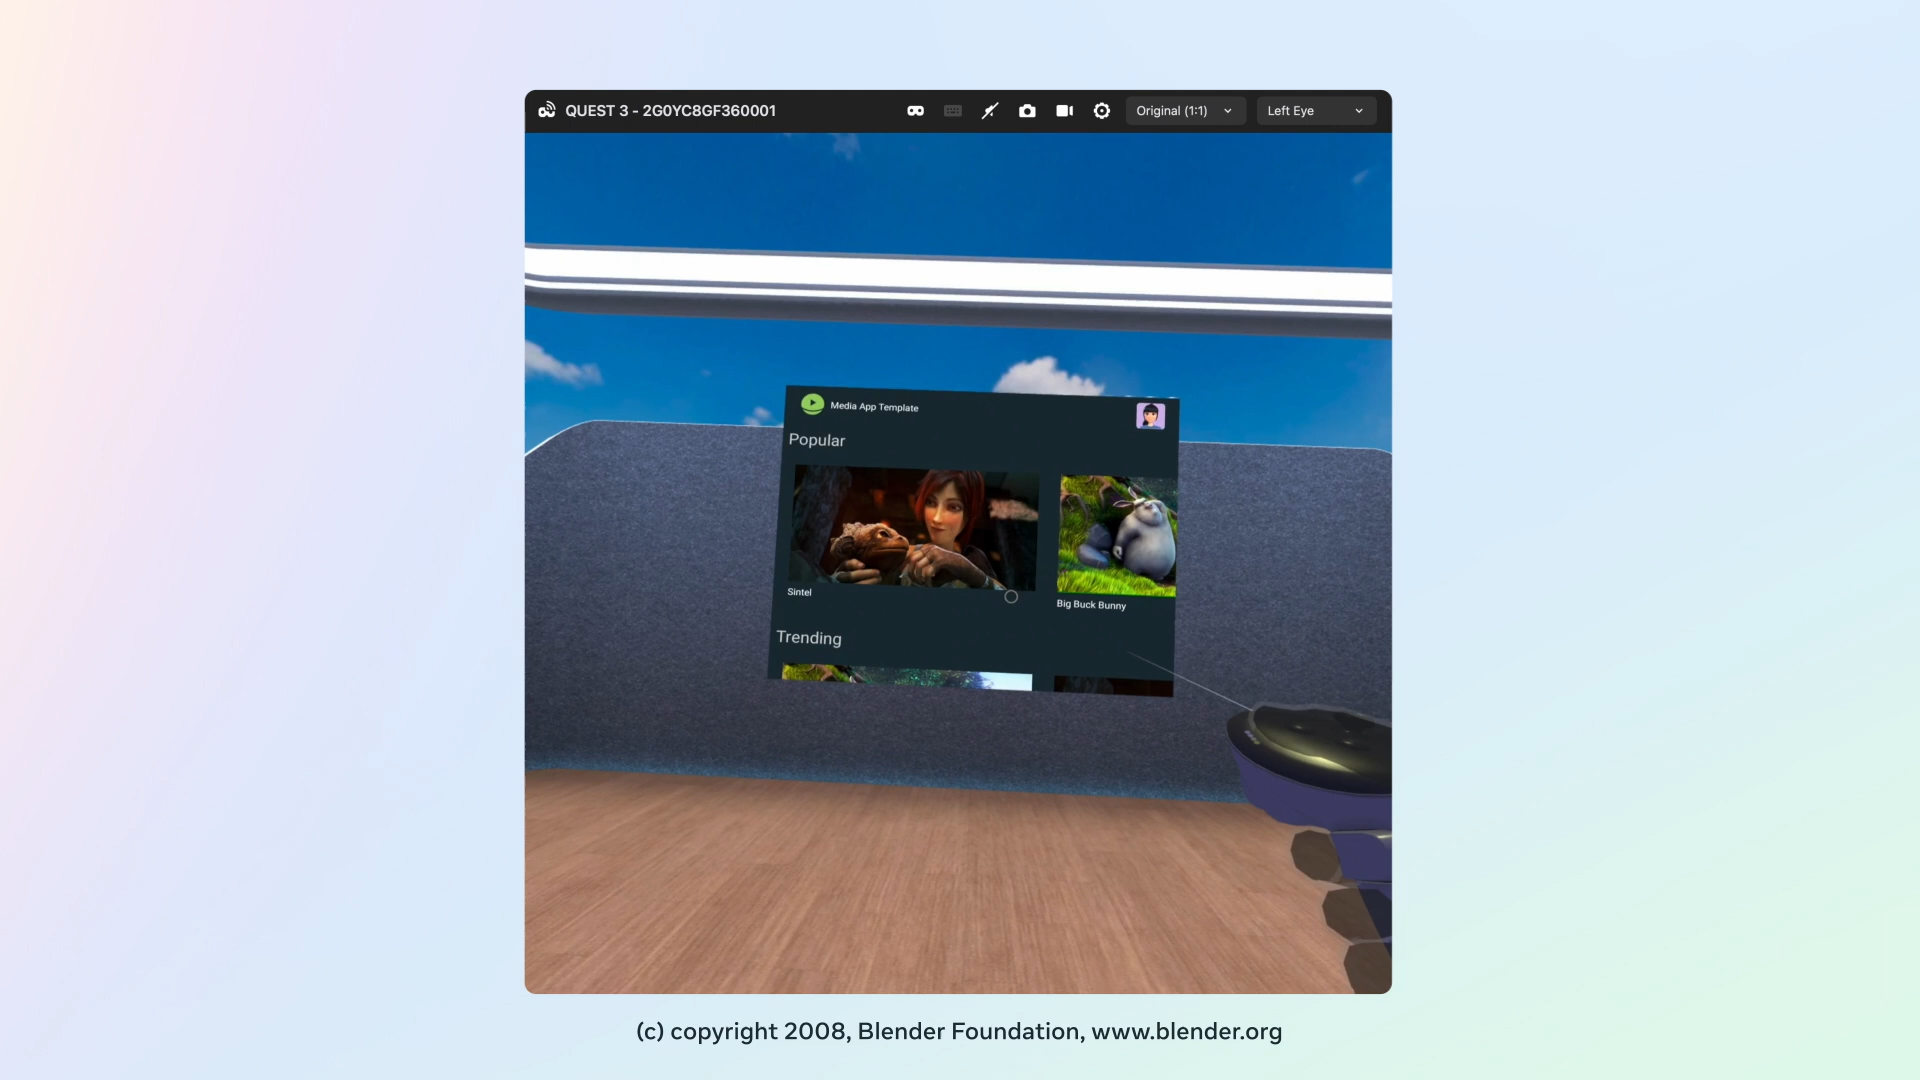 QUEST 3 - 2G0YC8GF360001
Original (1:1)
Left Eye
Media App Template
Popular
Sintel
Big Buck Bunny
Trending
(c) copyright 2008, Blender Foundation, www.blender.org